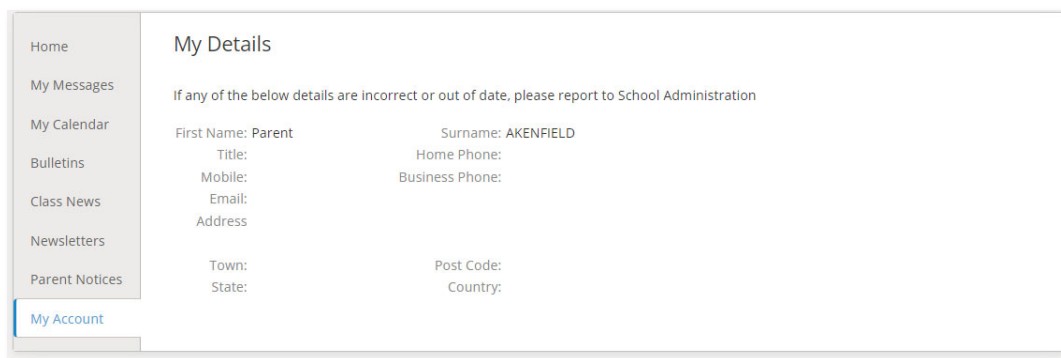 Home
My Messages
My Calendar
Bulletins
Class News
Newsletters
Parent Notices
My Account
My Details
If any of the below details are incorrect or out of date, please report to School Administration
First Name: Parent Surname: AKENFIELD
Title: Home Phone:
Mobile: Business Phone:
Email:
Address
Town: Post Code:
State: Country: